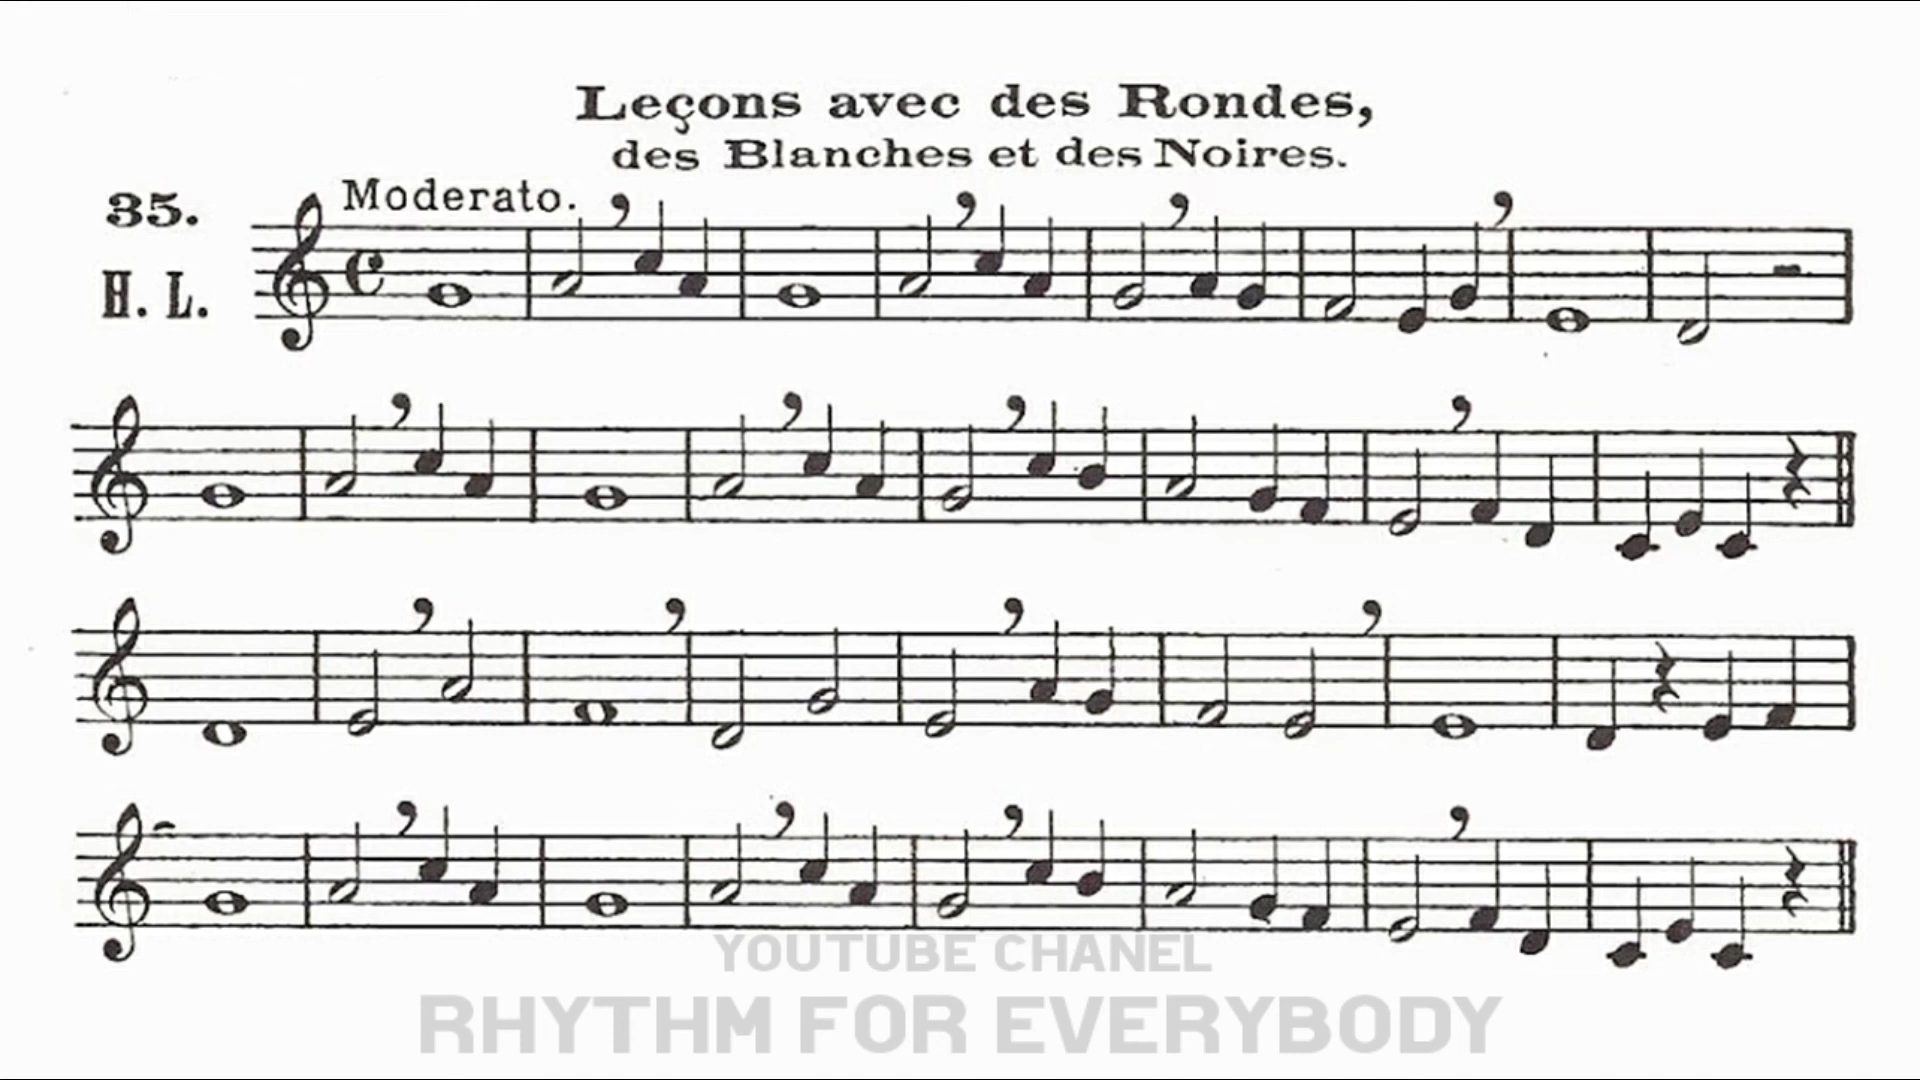 Leçons avec des Rondes,
des Blanches et des Noires.
35.
Moderato.
H. L.
YOUTUBE CHANEL
RHYTHM FOR EVERYBODY